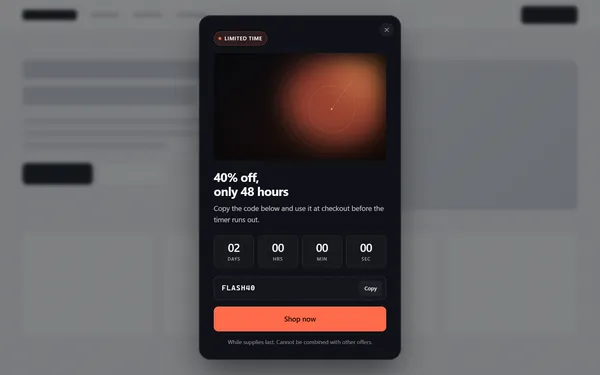 LIMITED TIME
40% off,
only 48 hours
Copy the code below and use it at checkout before the
timer runs out.
02 00 00 00
DAYS HRS MIN SEC
FLASH40 Copy
Shop now
While supplies last. Cannot be combined with other offers.